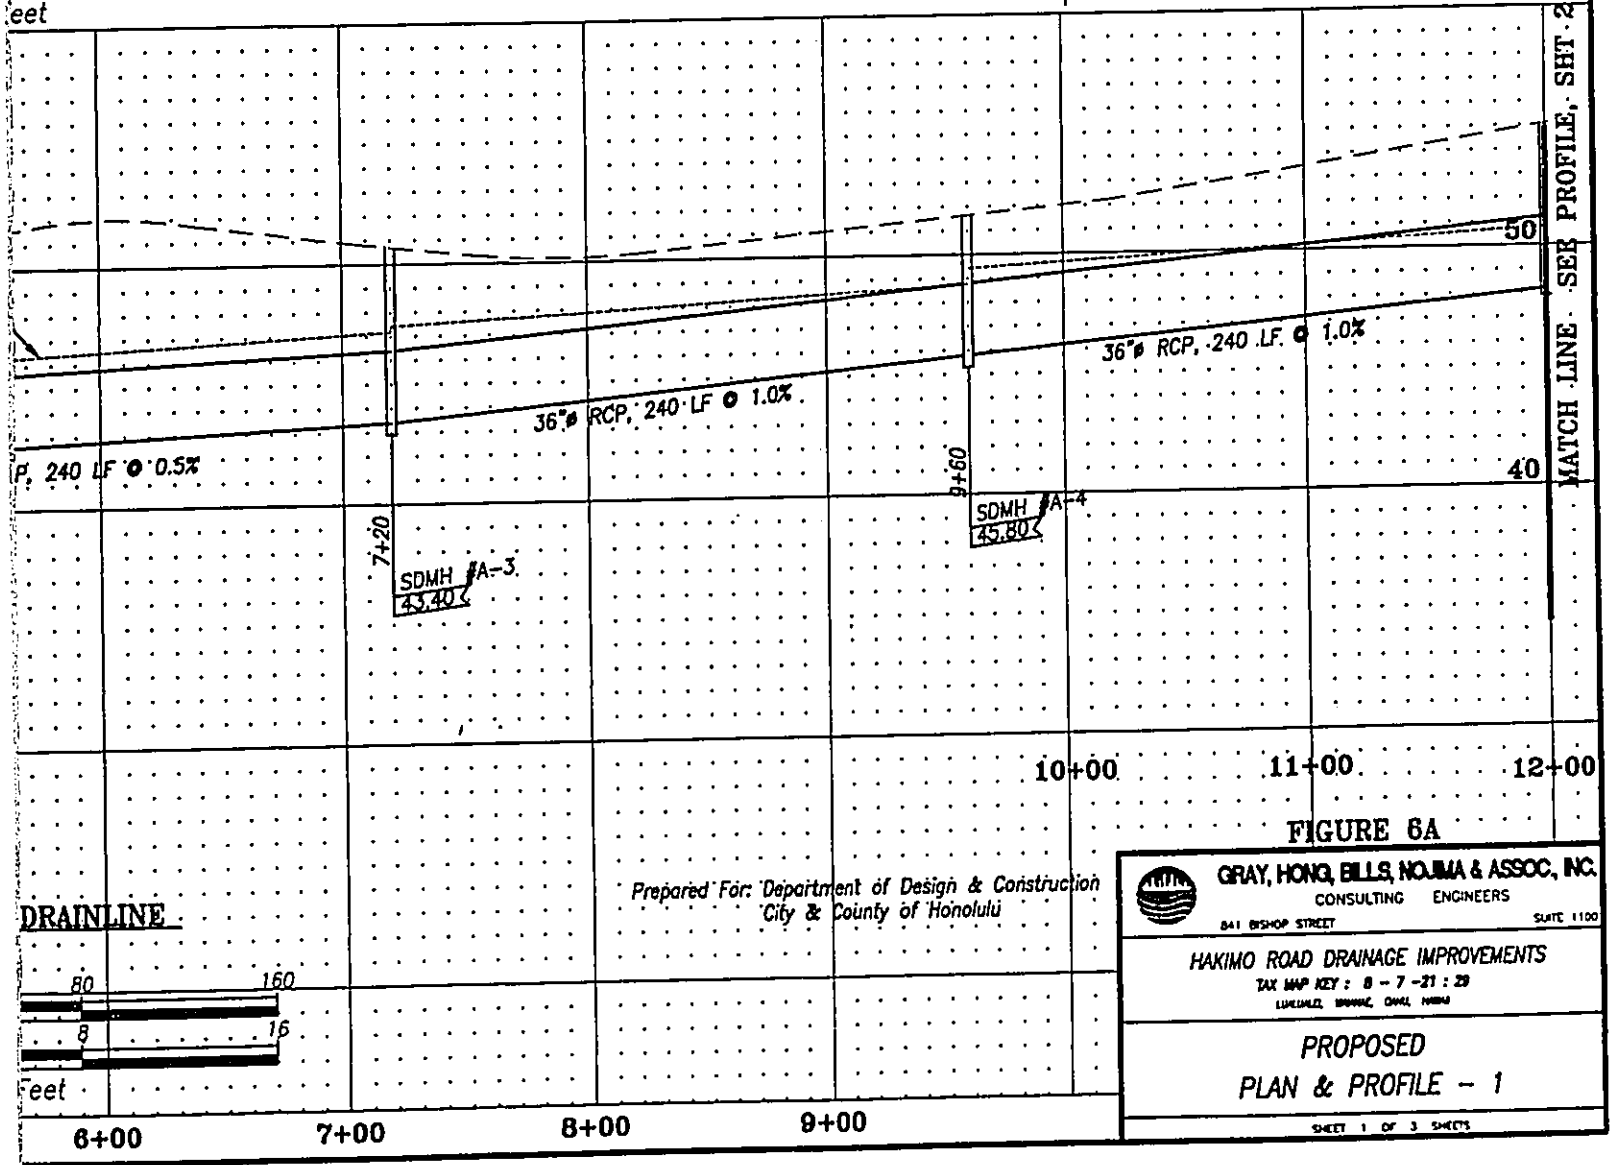 eet
MATCH LINE - SEE PROFILE, SHT 2
50
36"ø RCP, 240 LF @ 1.0%
36"ø RCP, 240 LF @ 1.0%
P, 240 LF @ 0.5%
40
9+60
SDMH #A-4
45.80
7+20
SDMH #A-3
43.40
10+00
11+00
12+00
FIGURE 6A
GRAY, HONG, BILLS, NOJIMA & ASSOC, INC.
CONSULTING ENGINEERS
841 BISHOP STREET
SUITE 1100
Prepared For: Department of Design & Construction
City & County of Honolulu
DRAINLINE
HAKIMO ROAD DRAINAGE IMPROVEMENTS
TAX MAP KEY : 8 - 7 - 21 : 29
80
160
8
16
eet
PROPOSED
PLAN & PROFILE - 1
SHEET 1 OF 3 SHEETS
6+00
7+00
8+00
9+00